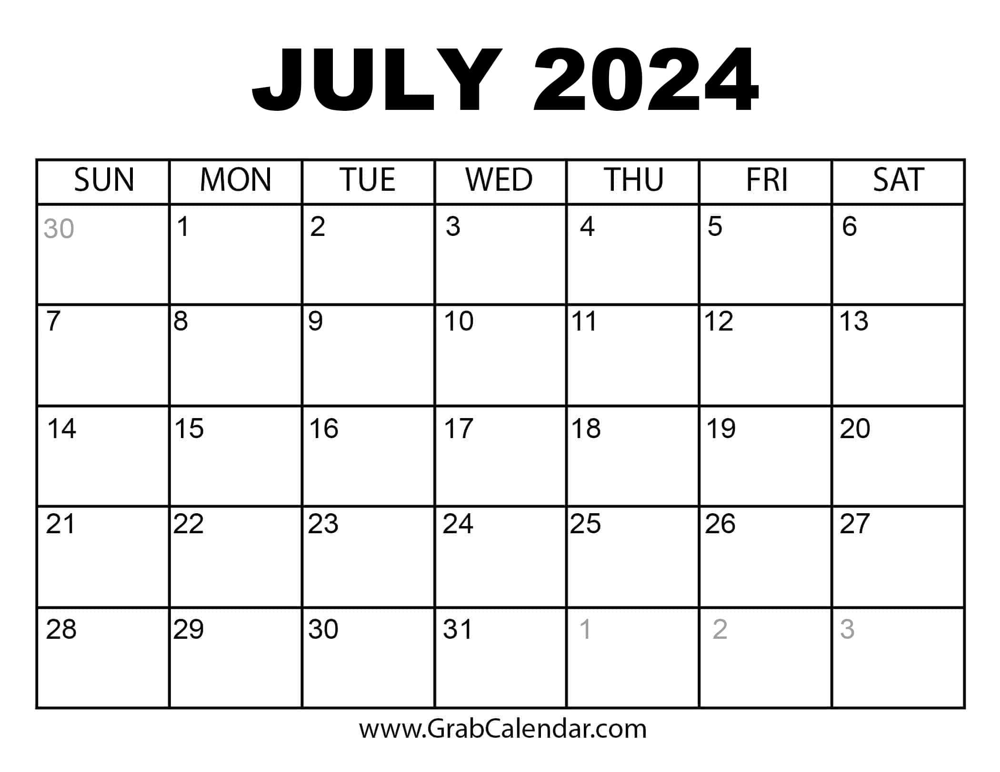 JULY 2024
SUN MON TUE WED THU FRI SAT
30 1 2 3 4 5 6
7 8 9 10 11 12 13
14 15 16 17 18 19 20
21 22 23 24 25 26 27
28 29 30 31 1 2 3
www.GrabCalendar.com